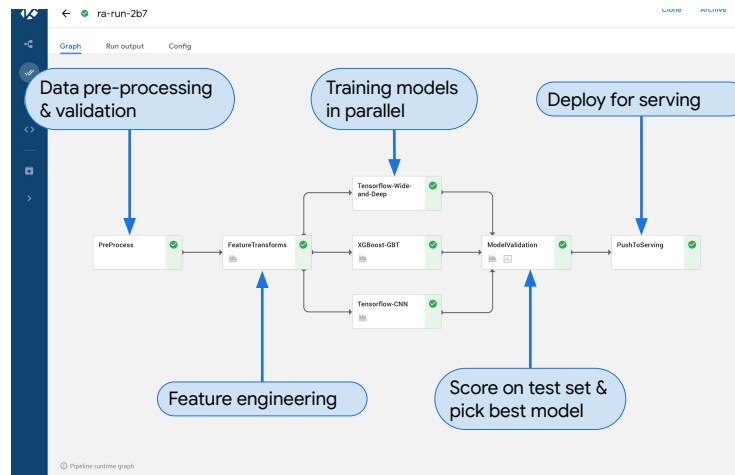 ra-run-2b7
Clone Archive
Graph Run output Config
Data pre-processing
& validation
Training models
in parallel
Deploy for serving
Tensorflow-Wide-
and-Deep
PreProcess
FeatureTransforms
XGBoost-GBT
ModelValidation
PushToServing
Tensorflow-CNN
Feature engineering
Score on test set &
pick best model
Pipeline runtime graph